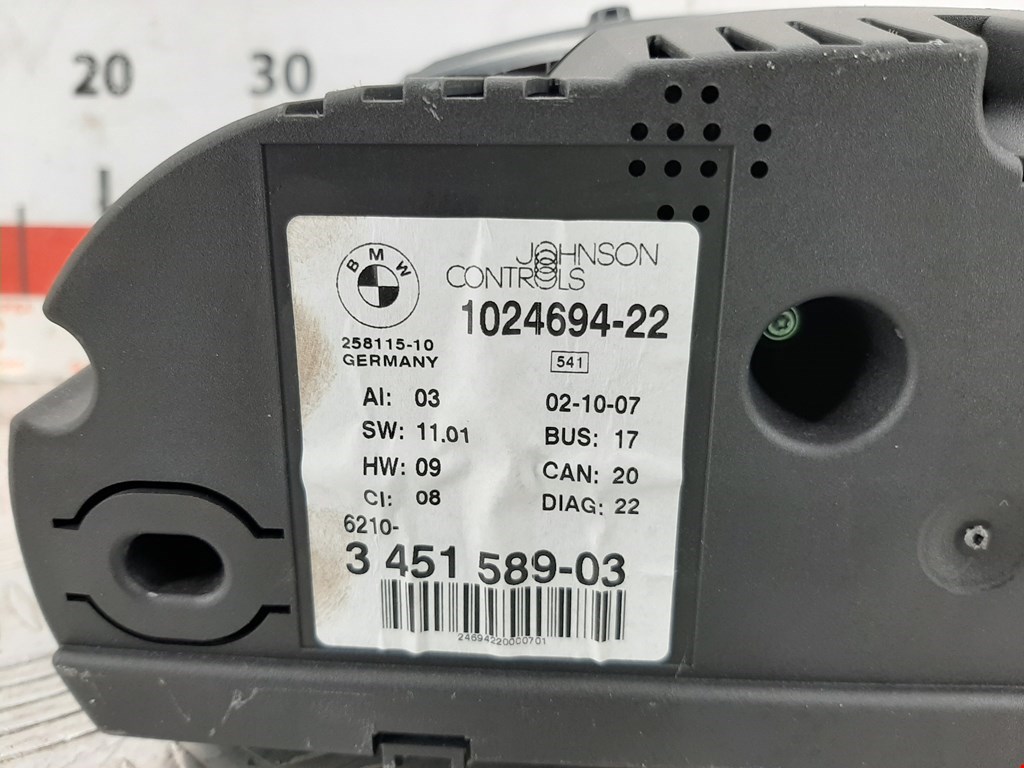 20 30
BMW
JOHNSON
CONTROLS
1024694-22
258115-10
GERMANY
541
AI: 03 02-10-07
SW: 11.01 BUS: 17
HW: 09 CAN: 20
CI: 08 DIAG: 22
6210-
3 451 589-03
24694220000701